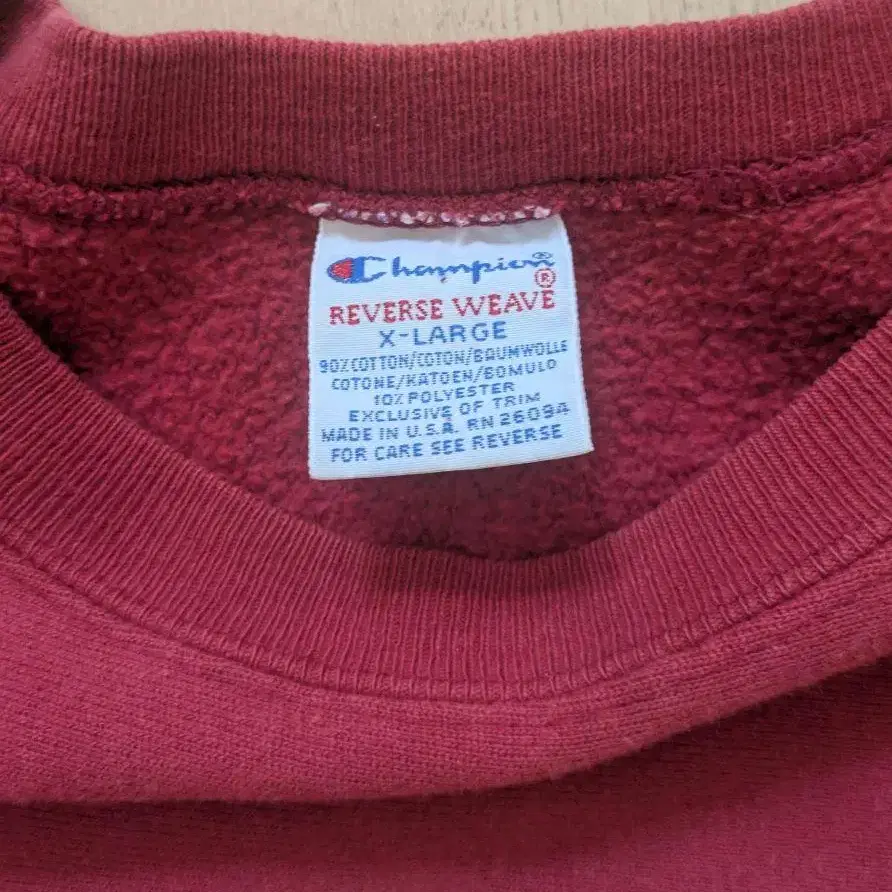 Champion®
®
REVERSE WEAVE
X-LARGE
90% COTTON/COTON/BAUMWOLLE
COTONE/KATOEN/BOMULD
10% POLYESTER
EXCLUSIVE OF TRIM
MADE IN U.S.A. RN 26094
FOR CARE SEE REVERSE